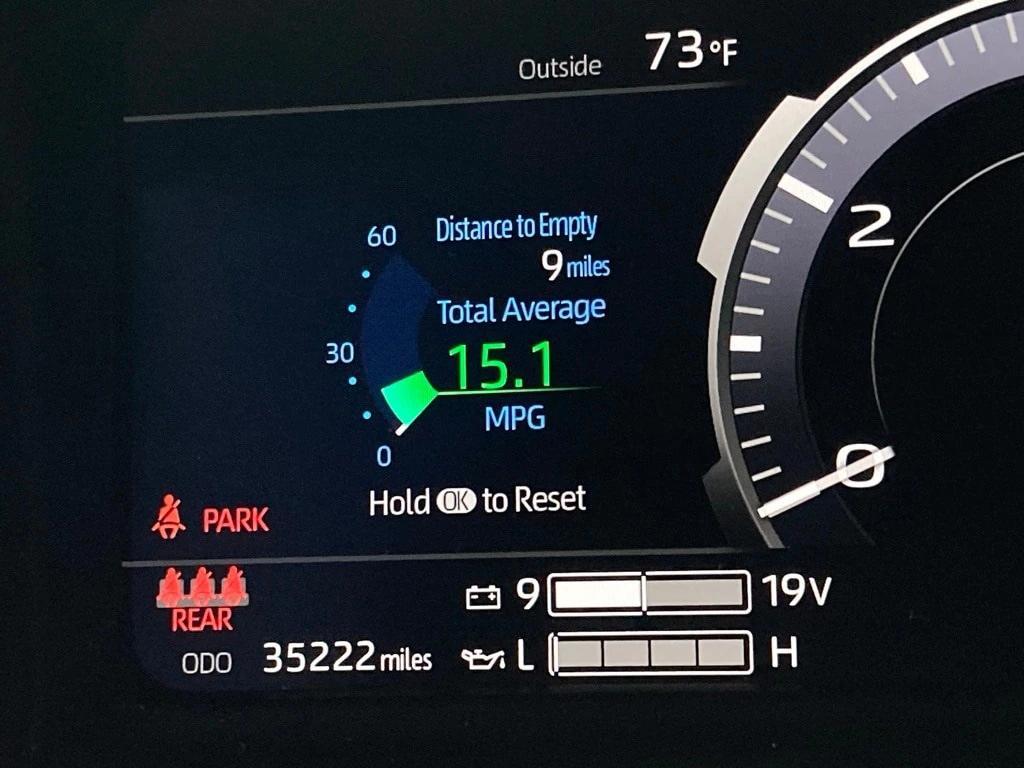 Outside 73°F
Distance to Empty
60
9 miles
Total Average
2
30
15.1
MPG
0
0
Hold OK to Reset
PARK
REAR
9 19V
ODO 35222 miles L H